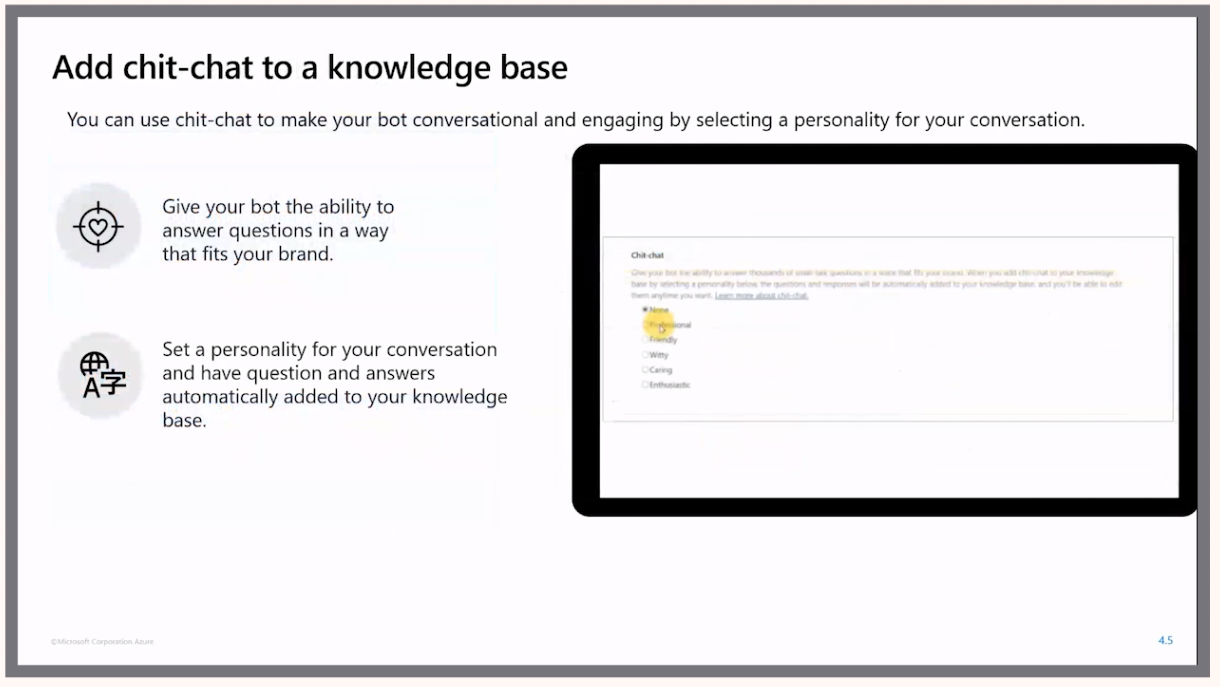 Add chit-chat to a knowledge base
You can use chit-chat to make your bot conversational and engaging by selecting a personality for your conversation.
Give your bot the ability to
answer questions in a way
that fits your brand.
Set a personality for your conversation
and have question and answers
automatically added to your knowledge
base.
A字
Chit-chat
Give your bot the ability to answer thousands of small-talk questions in a voice that fits your brand. When you add chit-chat to your knowledge
base by selecting a personality below, the questions and responses will be automatically added to your knowledge base, and you'll be able to edit
them anytime you want. Learn more about chit-chat.
None
Professional
Friendly
Witty
Caring
Enthusiastic
©Microsoft Corporation Azure
4.5